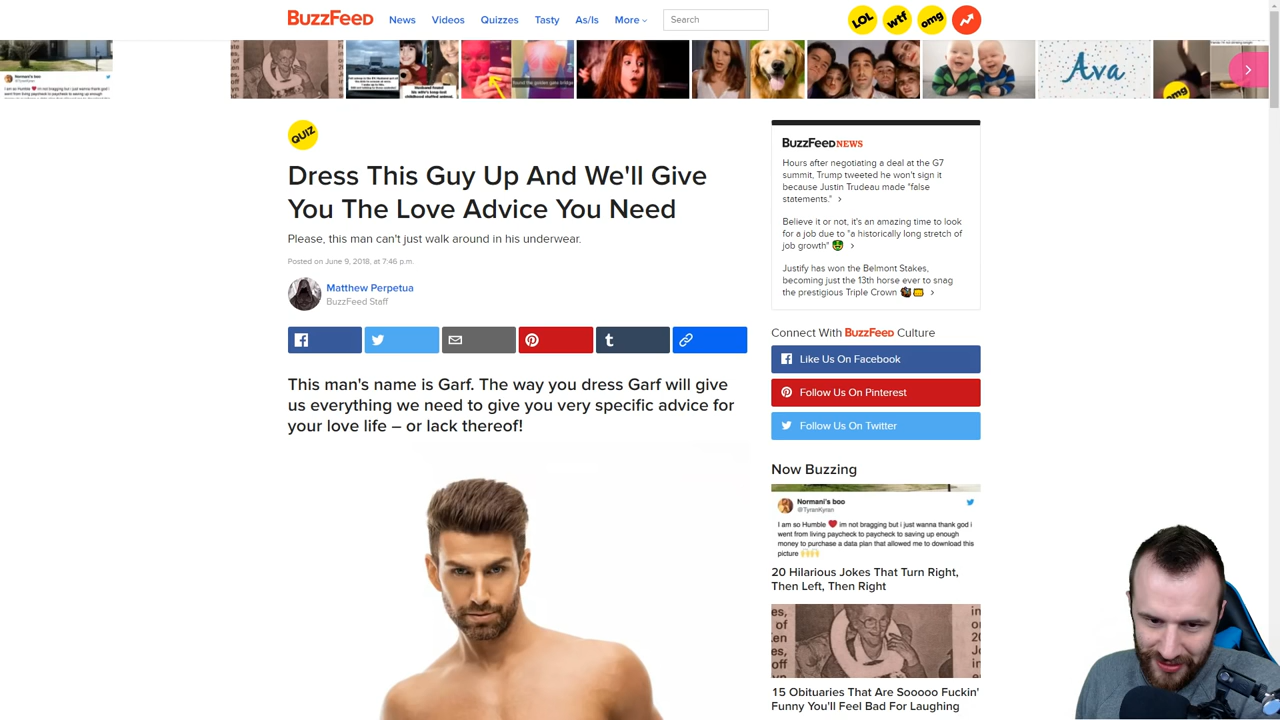 BuzzFeed News Videos Quizzes Tasty As/Is More Search LOL wtf omg
found the golden gate bridge
Ava
omg
QUIZ
Dress This Guy Up And We'll Give
You The Love Advice You Need
Please, this man can't just walk around in his underwear.
Posted on June 9, 2018, at 7:46 p.m.
Matthew Perpetua
BuzzFeed Staff
This man's name is Garf. The way you dress Garf will give
us everything we need to give you very specific advice for
your love life – or lack thereof!
BuzzFeed NEWS
Hours after negotiating a deal at the G7
summit, Trump tweeted he won't sign it
because Justin Trudeau made "false
statements." ›
Believe it or not, it's an amazing time to look
for a job due to "a historically long stretch of
job growth" ›
Justify has won the Belmont Stakes,
becoming just the 13th horse ever to snag
the prestigious Triple Crown ›
Connect With BuzzFeed Culture
Like Us On Facebook
Follow Us On Pinterest
Follow Us On Twitter
Now Buzzing
Normani's boo
@TyranKyran
I am so Humble ❤️ im not bragging but i just wanna thank god i
went from living paycheck to paycheck to saving up enough
money to purchase a data plan that allowed me to download this
picture 🙌🙌
20 Hilarious Jokes That Turn Right,
Then Left, Then Right
15 Obituaries That Are Sooooo Fuckin'
Funny You'll Feel Bad For Laughing